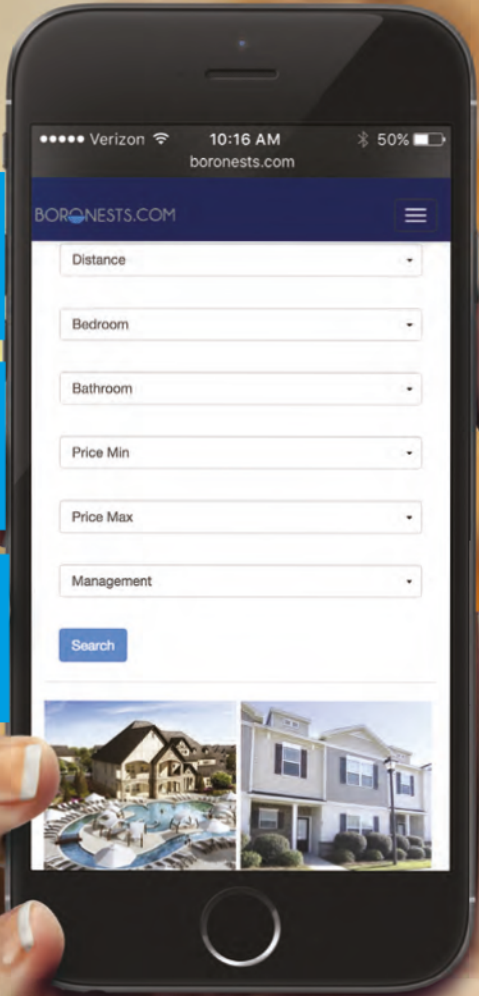 ●●●●● Verizon 10:16 AM 50%
boronests.com
BORONESTS.COM
Distance
Bedroom
Bathroom
Price Min
Price Max
Management
Search